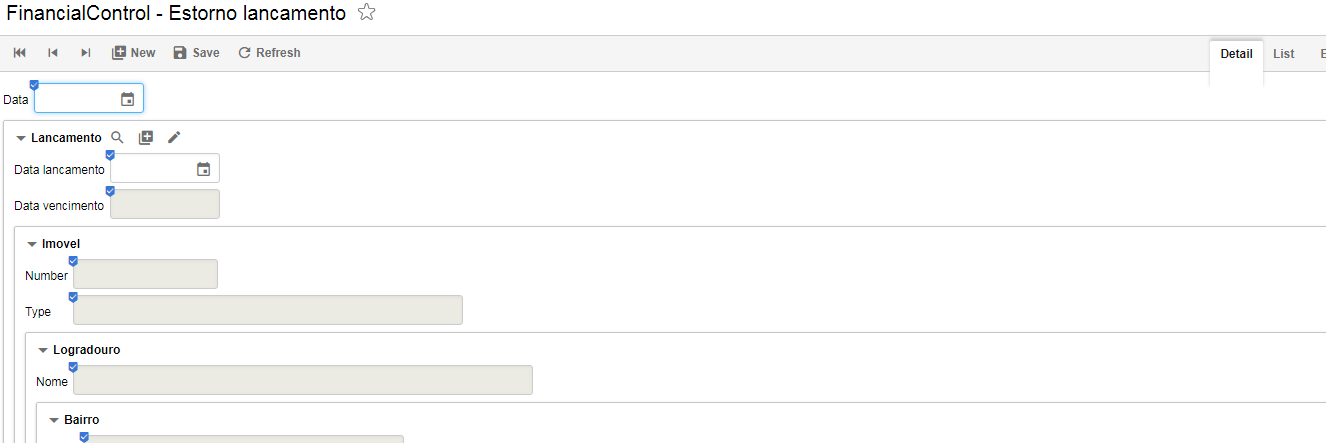 FinancialControl - Estorno lancamento
New Save Refresh Detail List E
Data
Lancamento
Data lancamento
Data vencimento
Imovel
Number
Type
Logradouro
Nome
Bairro